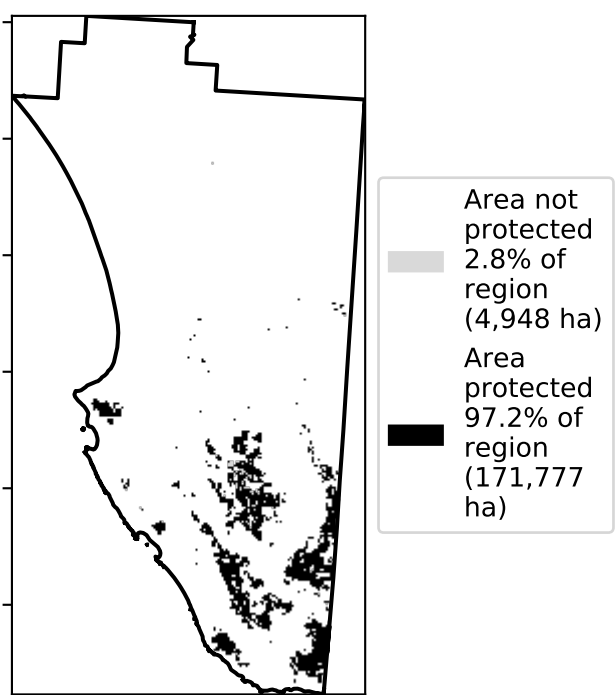 Area not
protected
2.8% of
region
(4,948 ha)
Area
protected
97.2% of
region
(171,777
ha)